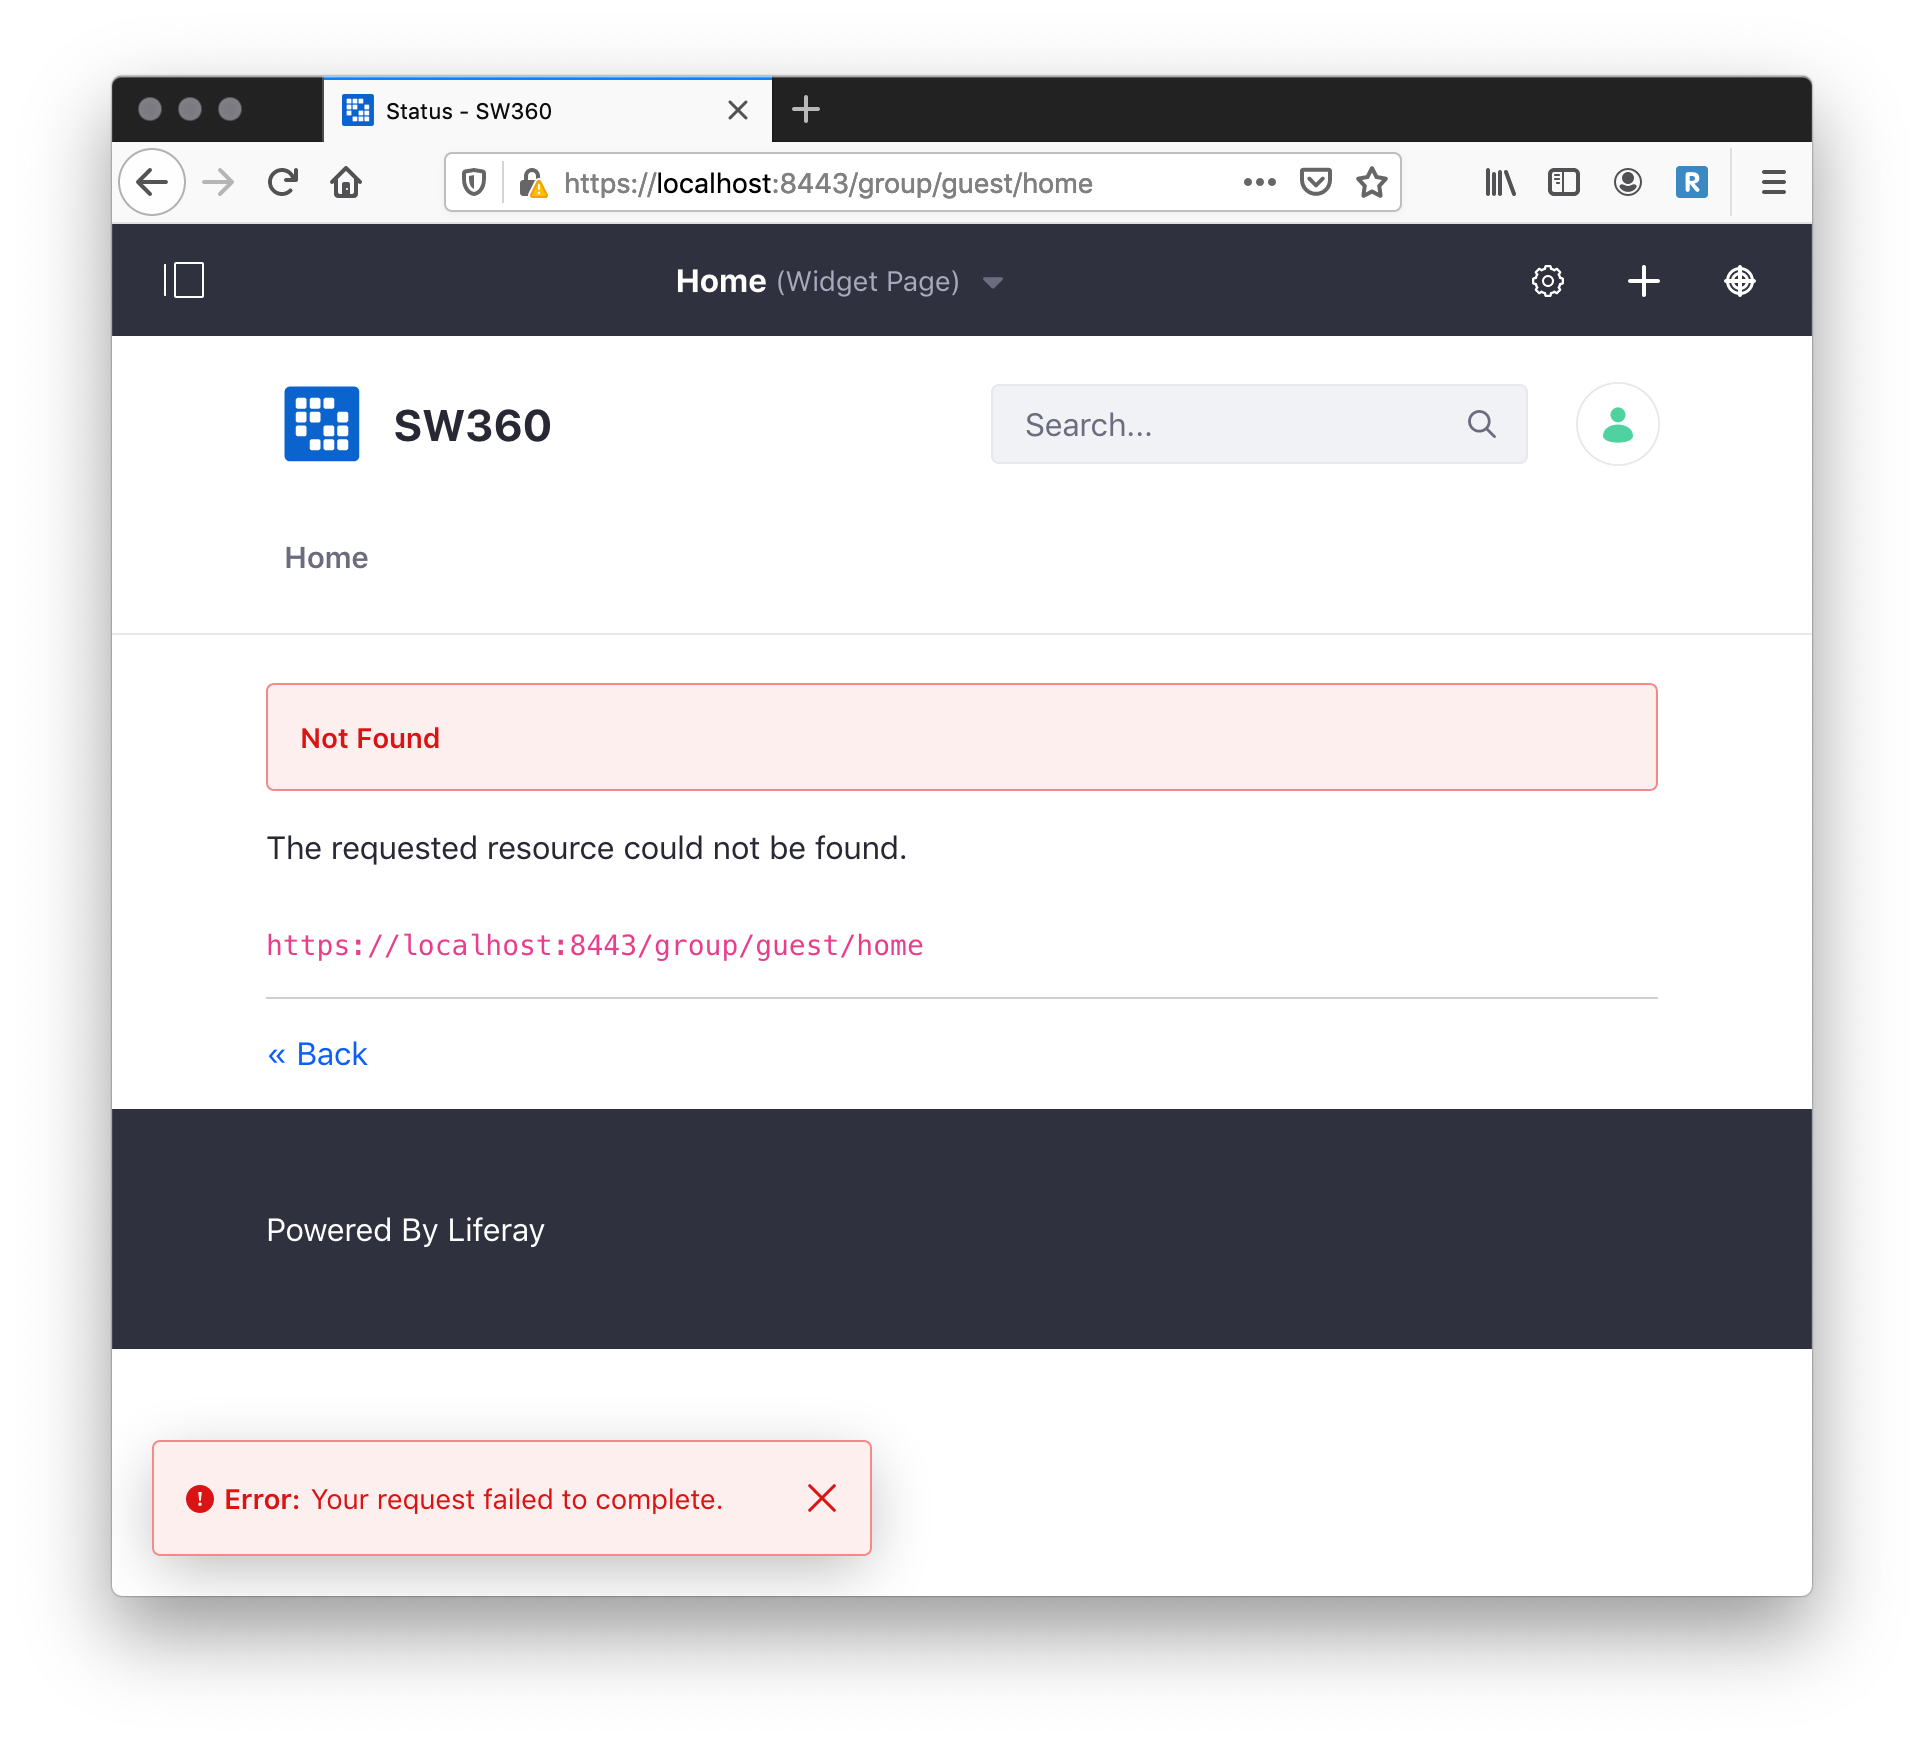 Status - SW360
https://localhost:8443/group/guest/home
R
Home (Widget Page)
SW360
Search...
Home
Not Found
The requested resource could not be found.
https://localhost:8443/group/guest/home
« Back
Powered By Liferay
Error: Your request failed to complete.